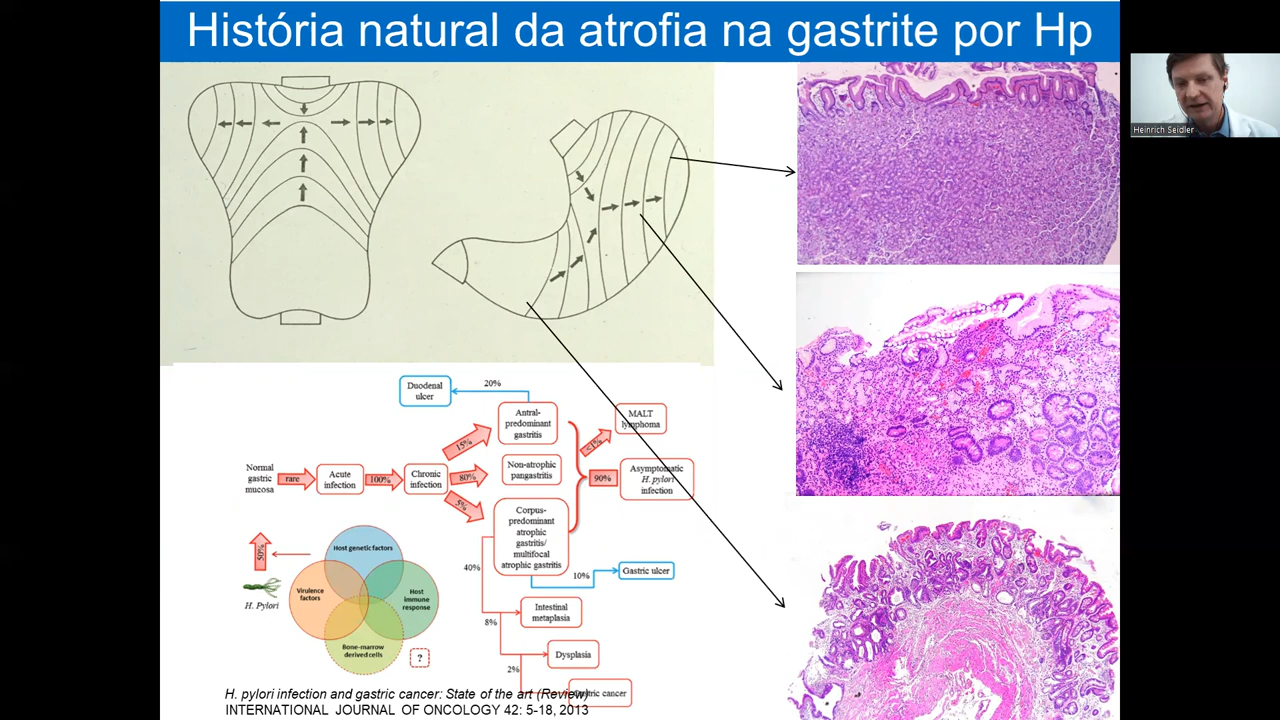 História natural da atrofia na gastrite por Hp
Heinrich Seidler
Duodenal
ulcer
20%
Antral-
predominant
gastritis
MALT
lymphoma
15%
<1%
Normal
gastric
mucosa
rare
Acute
infection
100%
Chronic
infection
80%
Non-atrophic
pangastritis
90%
Asymptomatic
H. pylori
infection
5%
Corpus-
predominant
atrophic
gastritis/
multifocal
atrophic gastritis
50%
Host genetic factors
40%
10%
Gastric ulcer
H. Pylori
Virulence
factors
Host
immune
response
8%
Intestinal
metaplasia
Bone-marrow
derived cells
?
Dysplasia
2%
Gastric cancer
H. pylori infection and gastric cancer: State of the art (Review)
INTERNATIONAL JOURNAL OF ONCOLOGY 42: 5-18, 2013